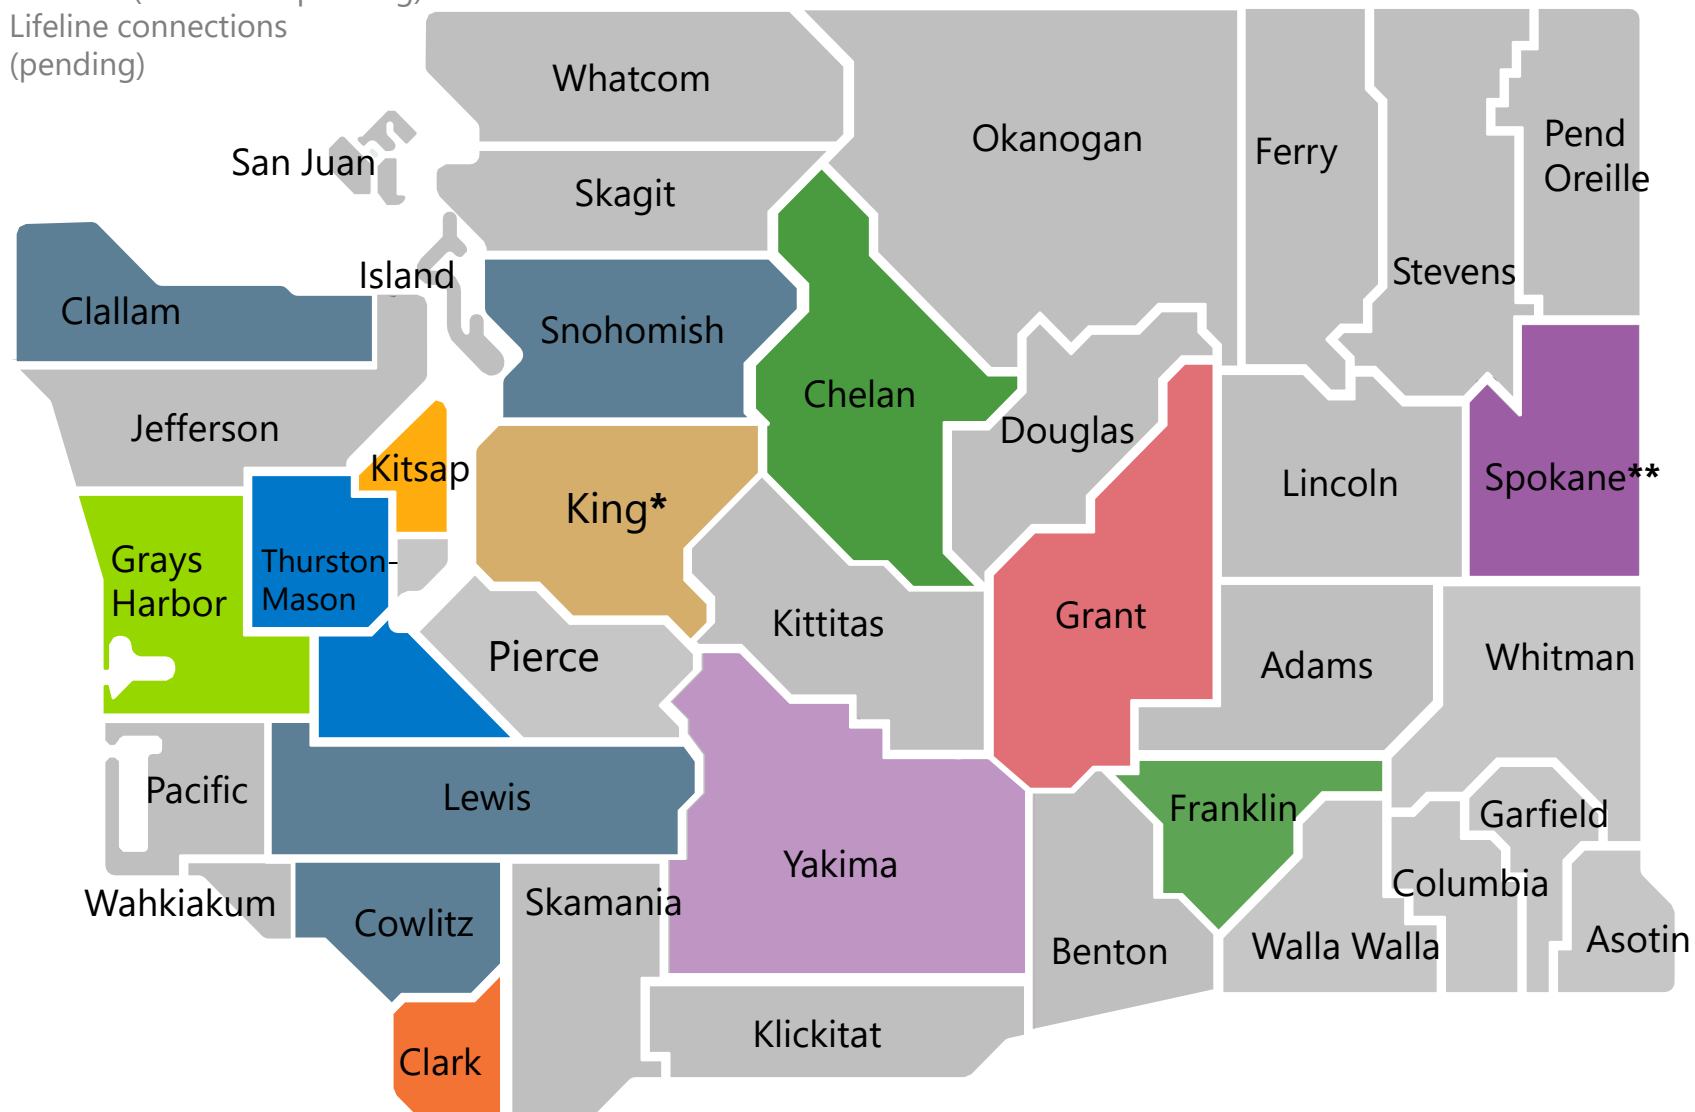 Lifeline connections
(pending)
Whatcom
Okanogan
Ferry
Pend
Oreille
San Juan
Skagit
Stevens
Island
Clallam
Snohomish
Chelan
Jefferson
Douglas
Kitsap
Lincoln
Spokane**
King*
Grays
Harbor
Thurston-
Mason
Kittitas
Grant
Pierce
Adams
Whitman
Pacific
Lewis
Franklin
Garfield
Yakima
Columbia
Wahkiakum
Skamania
Cowlitz
Benton
Walla Walla
Asotin
Klickitat
Clark